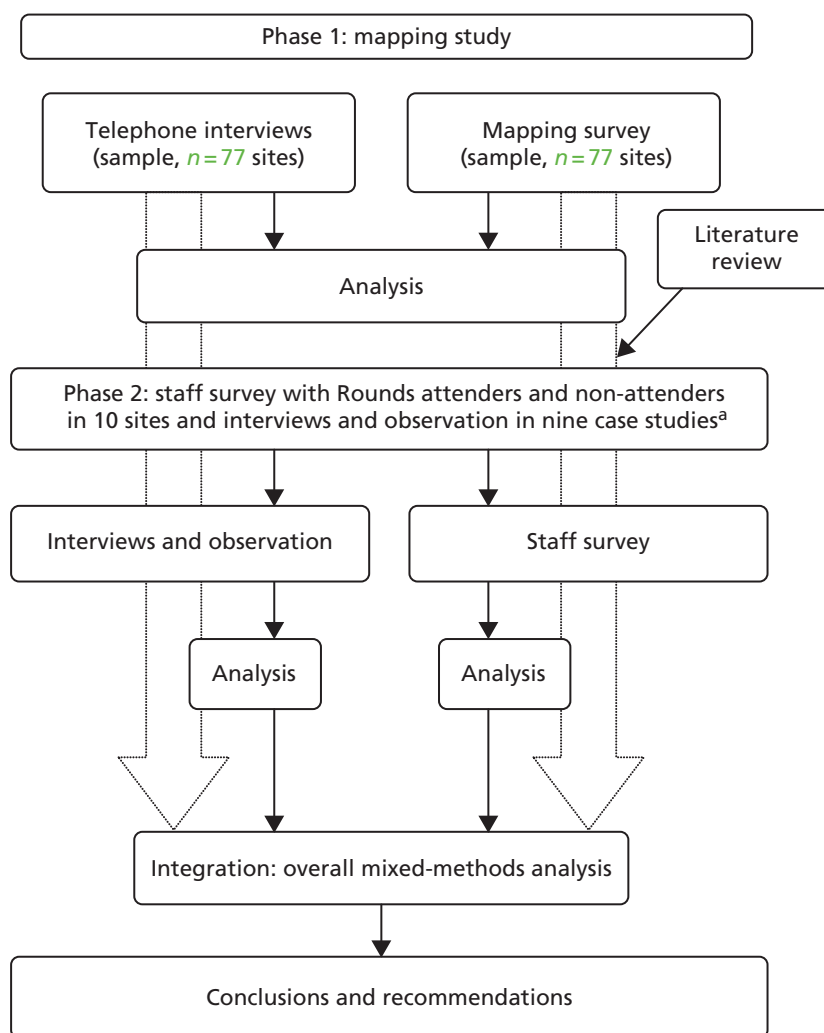 Phase 1: mapping study
Telephone interviews
(sample, n = 77 sites)
Mapping survey
(sample, n = 77 sites)
Literature
review
Analysis
Phase 2: staff survey with Rounds attenders and non-attenders
in 10 sites and interviews and observation in nine case studiesᵃ
Interviews and observation
Staff survey
Analysis
Analysis
Integration: overall mixed-methods analysis
Conclusions and recommendations